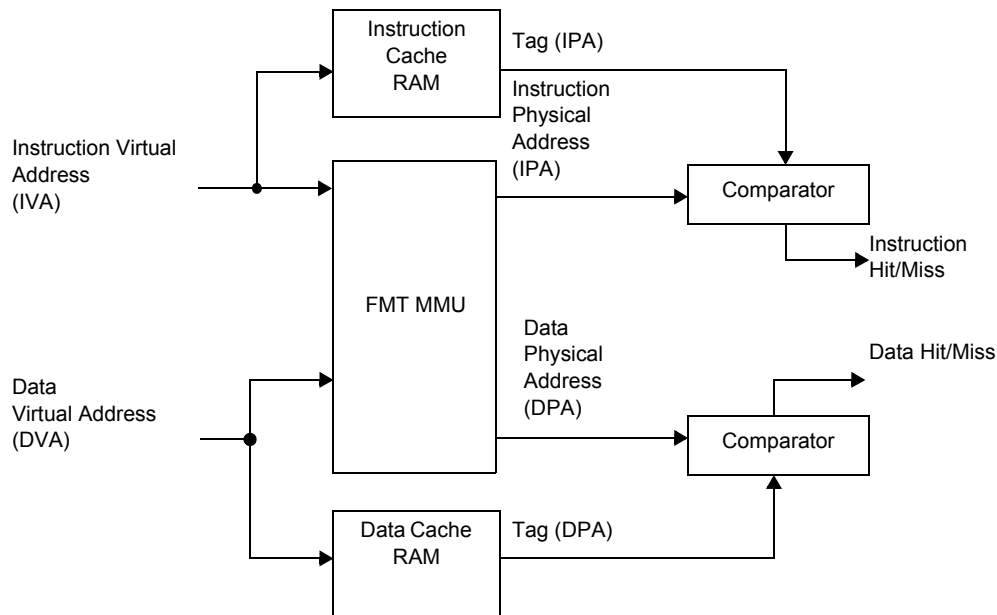 Instruction
Cache
RAM
Tag (IPA)
Instruction
Physical
Address
(IPA)
Instruction Virtual
Address
(IVA)
Comparator
Instruction
Hit/Miss
FMT MMU
Data
Physical
Address
(DPA)
Data Hit/Miss
Data
Virtual Address
(DVA)
Comparator
Data Cache
RAM
Tag (DPA)